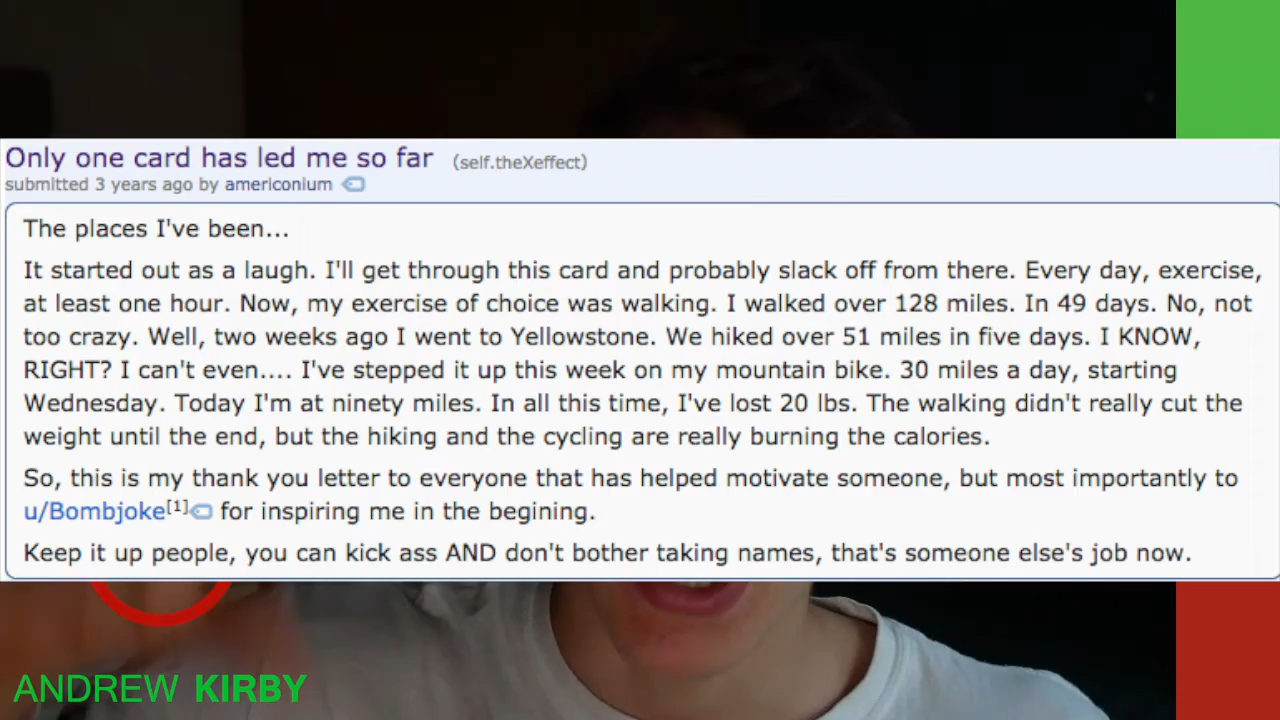 Only one card has led me so far (self.theXeffect)
submitted 3 years ago by americonium
The places I've been...
It started out as a laugh. I'll get through this card and probably slack off from there. Every day, exercise,
at least one hour. Now, my exercise of choice was walking. I walked over 128 miles. In 49 days. No, not
too crazy. Well, two weeks ago I went to Yellowstone. We hiked over 51 miles in five days. I KNOW,
RIGHT? I can't even.... I've stepped it up this week on my mountain bike. 30 miles a day, starting
Wednesday. Today I'm at ninety miles. In all this time, I've lost 20 lbs. The walking didn't really cut the
weight until the end, but the hiking and the cycling are really burning the calories.
So, this is my thank you letter to everyone that has helped motivate someone, but most importantly to
u/Bombjoke[1] for inspiring me in the begining.
Keep it up people, you can kick ass AND don't bother taking names, that's someone else's job now.
ANDREW KIRBY